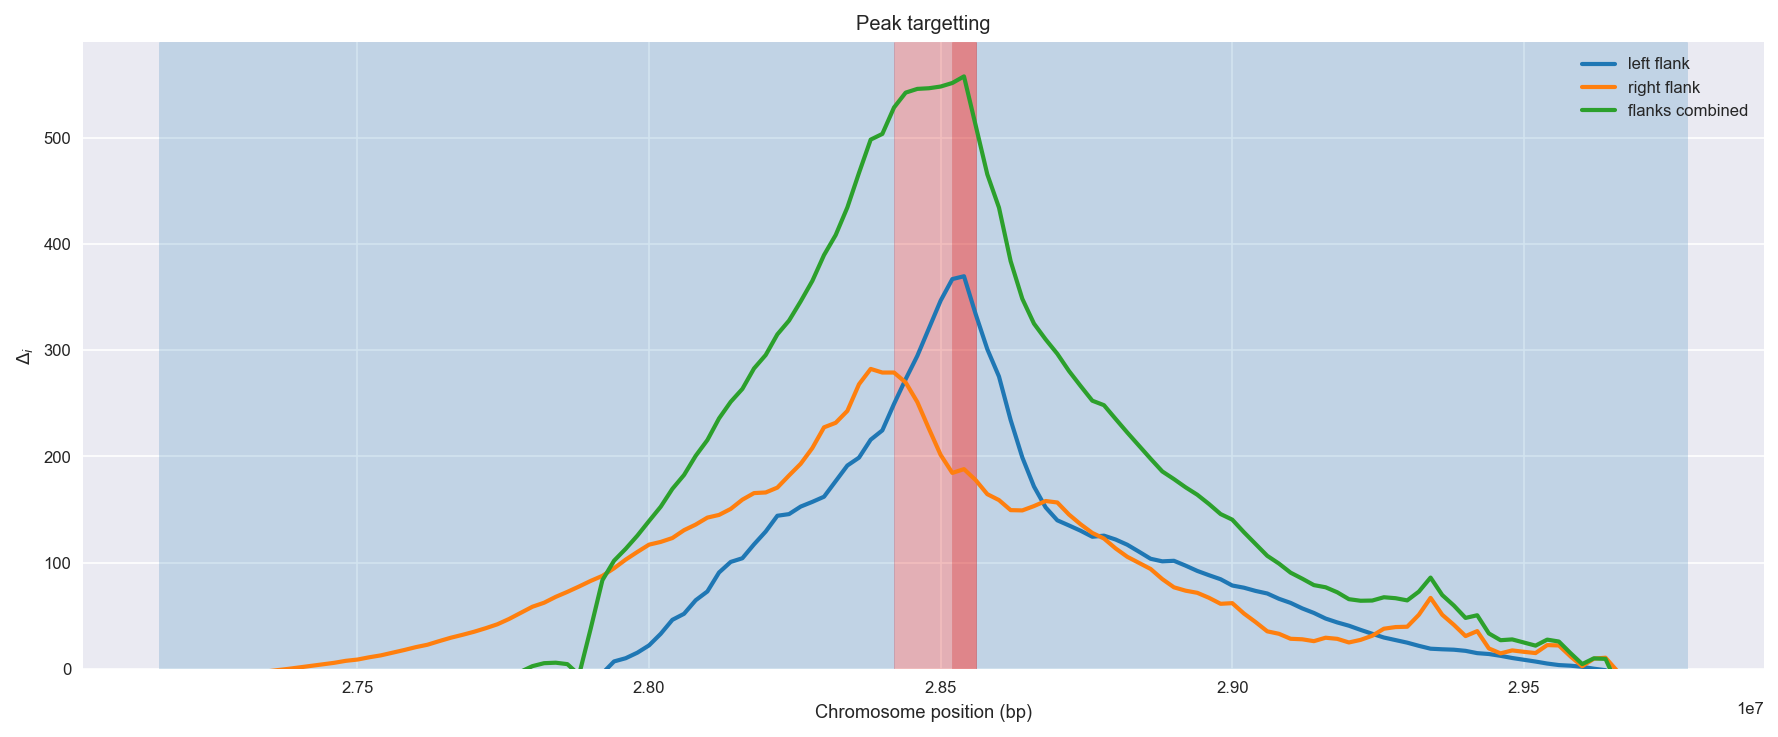 Peak targetting
left flank
right flank
flanks combined
500
400
300
200
100
0
Δi
2.75
2.80
2.85
2.90
2.95
1e7
Chromosome position (bp)